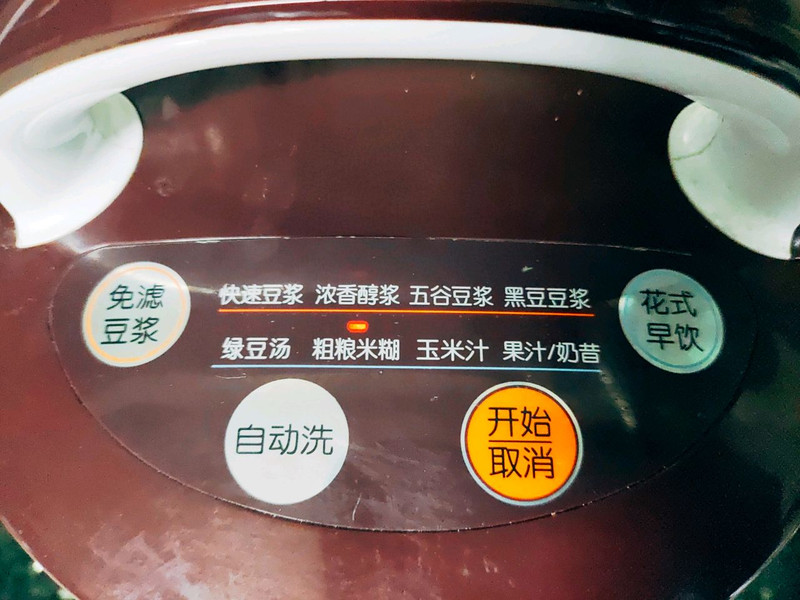 免滤
豆浆
快速豆浆 浓香醇浆 五谷豆浆 黑豆豆浆
绿豆汤 粗粮米糊 玉米汁 果汁/奶昔
花式
早饮
自动洗
开始
取消